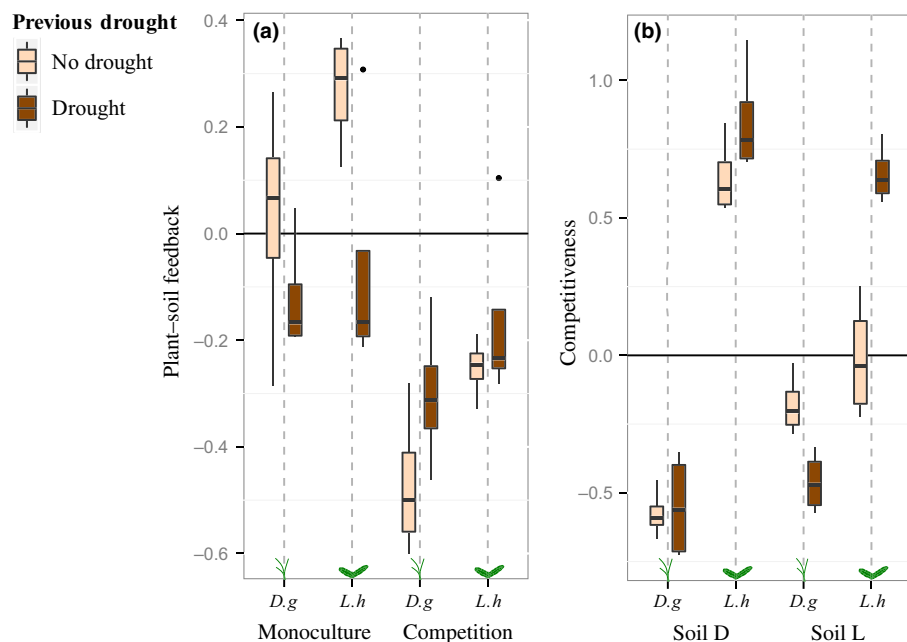 Previous drought
No drought
Drought
(a)
0.4
0.2
0.0
−0.2
−0.4
−0.6
Plant–soil feedback
D.g L.h D.g L.h
Monoculture Competition
(b)
1.0
0.5
0.0
−0.5
Competitiveness
D.g L.h D.g L.h
Soil D Soil L